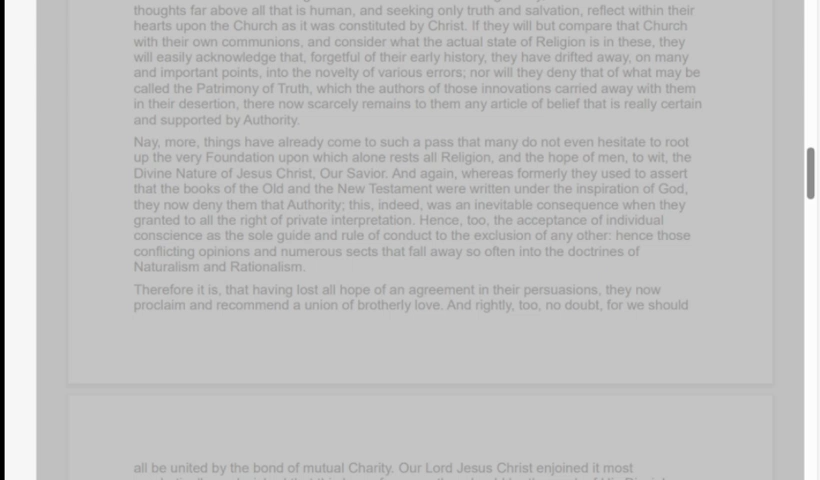 thoughts far above all that is human, and seeking only truth and salvation, reflect within their
hearts upon the Church as it was constituted by Christ. If they will but compare that Church
with their own communions, and consider what the actual state of Religion is in these, they
will easily acknowledge that, forgetful of their early history, they have drifted away, on many
and important points, into the novelty of various errors; nor will they deny that of what may be
called the Patrimony of Truth, which the authors of those innovations carried away with them
in their desertion, there now scarcely remains to them any article of belief that is really certain
and supported by Authority.
Nay, more, things have already come to such a pass that many do not even hesitate to root
up the very Foundation upon which alone rests all Religion, and the hope of men, to wit, the
Divine Nature of Jesus Christ, Our Savior. And again, whereas formerly they used to assert
that the books of the Old and the New Testament were written under the inspiration of God,
they now deny them that Authority; this, indeed, was an inevitable consequence when they
granted to all the right of private interpretation. Hence, too, the acceptance of individual
conscience as the sole guide and rule of conduct to the exclusion of any other: hence those
conflicting opinions and numerous sects that fall away so often into the doctrines of
Naturalism and Rationalism.
Therefore it is, that having lost all hope of an agreement in their persuasions, they now
proclaim and recommend a union of brotherly love. And rightly, too, no doubt, for we should
all be united by the bond of mutual Charity. Our Lord Jesus Christ enjoined it most